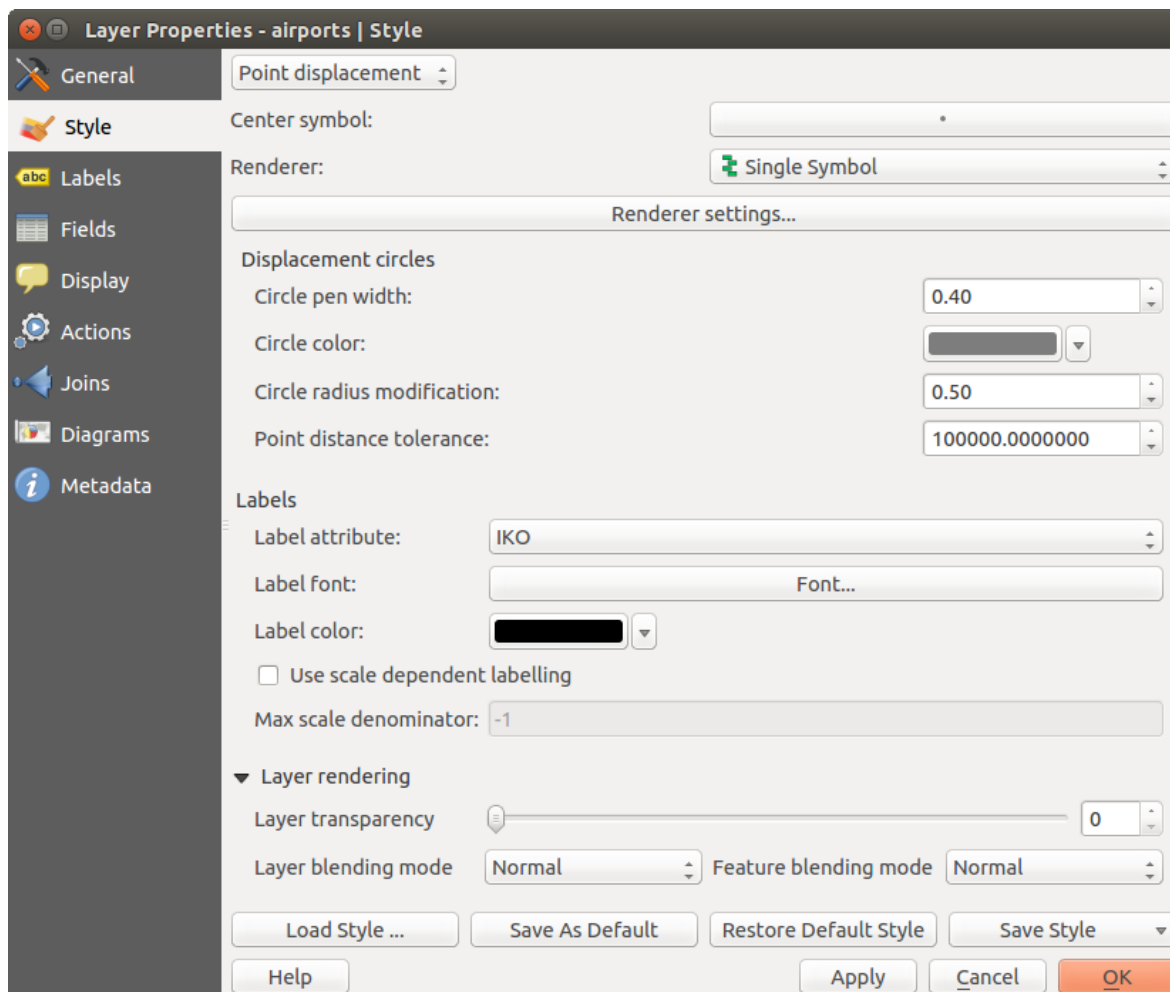 Layer Properties - airports | Style
General
Style
abc Labels
Fields
Display
Actions
Joins
Diagrams
i Metadata
Point displacement
Center symbol:
Renderer: Single Symbol
Renderer settings...
Displacement circles
Circle pen width: 0.40
Circle color:
Circle radius modification: 0.50
Point distance tolerance: 100000.0000000
Labels
Label attribute: IKO
Label font: Font...
Label color:
Use scale dependent labelling
Max scale denominator: -1
Layer rendering
Layer transparency 0
Layer blending mode Normal Feature blending mode Normal
Load Style ... Save As Default Restore Default Style Save Style
Help Apply Cancel OK